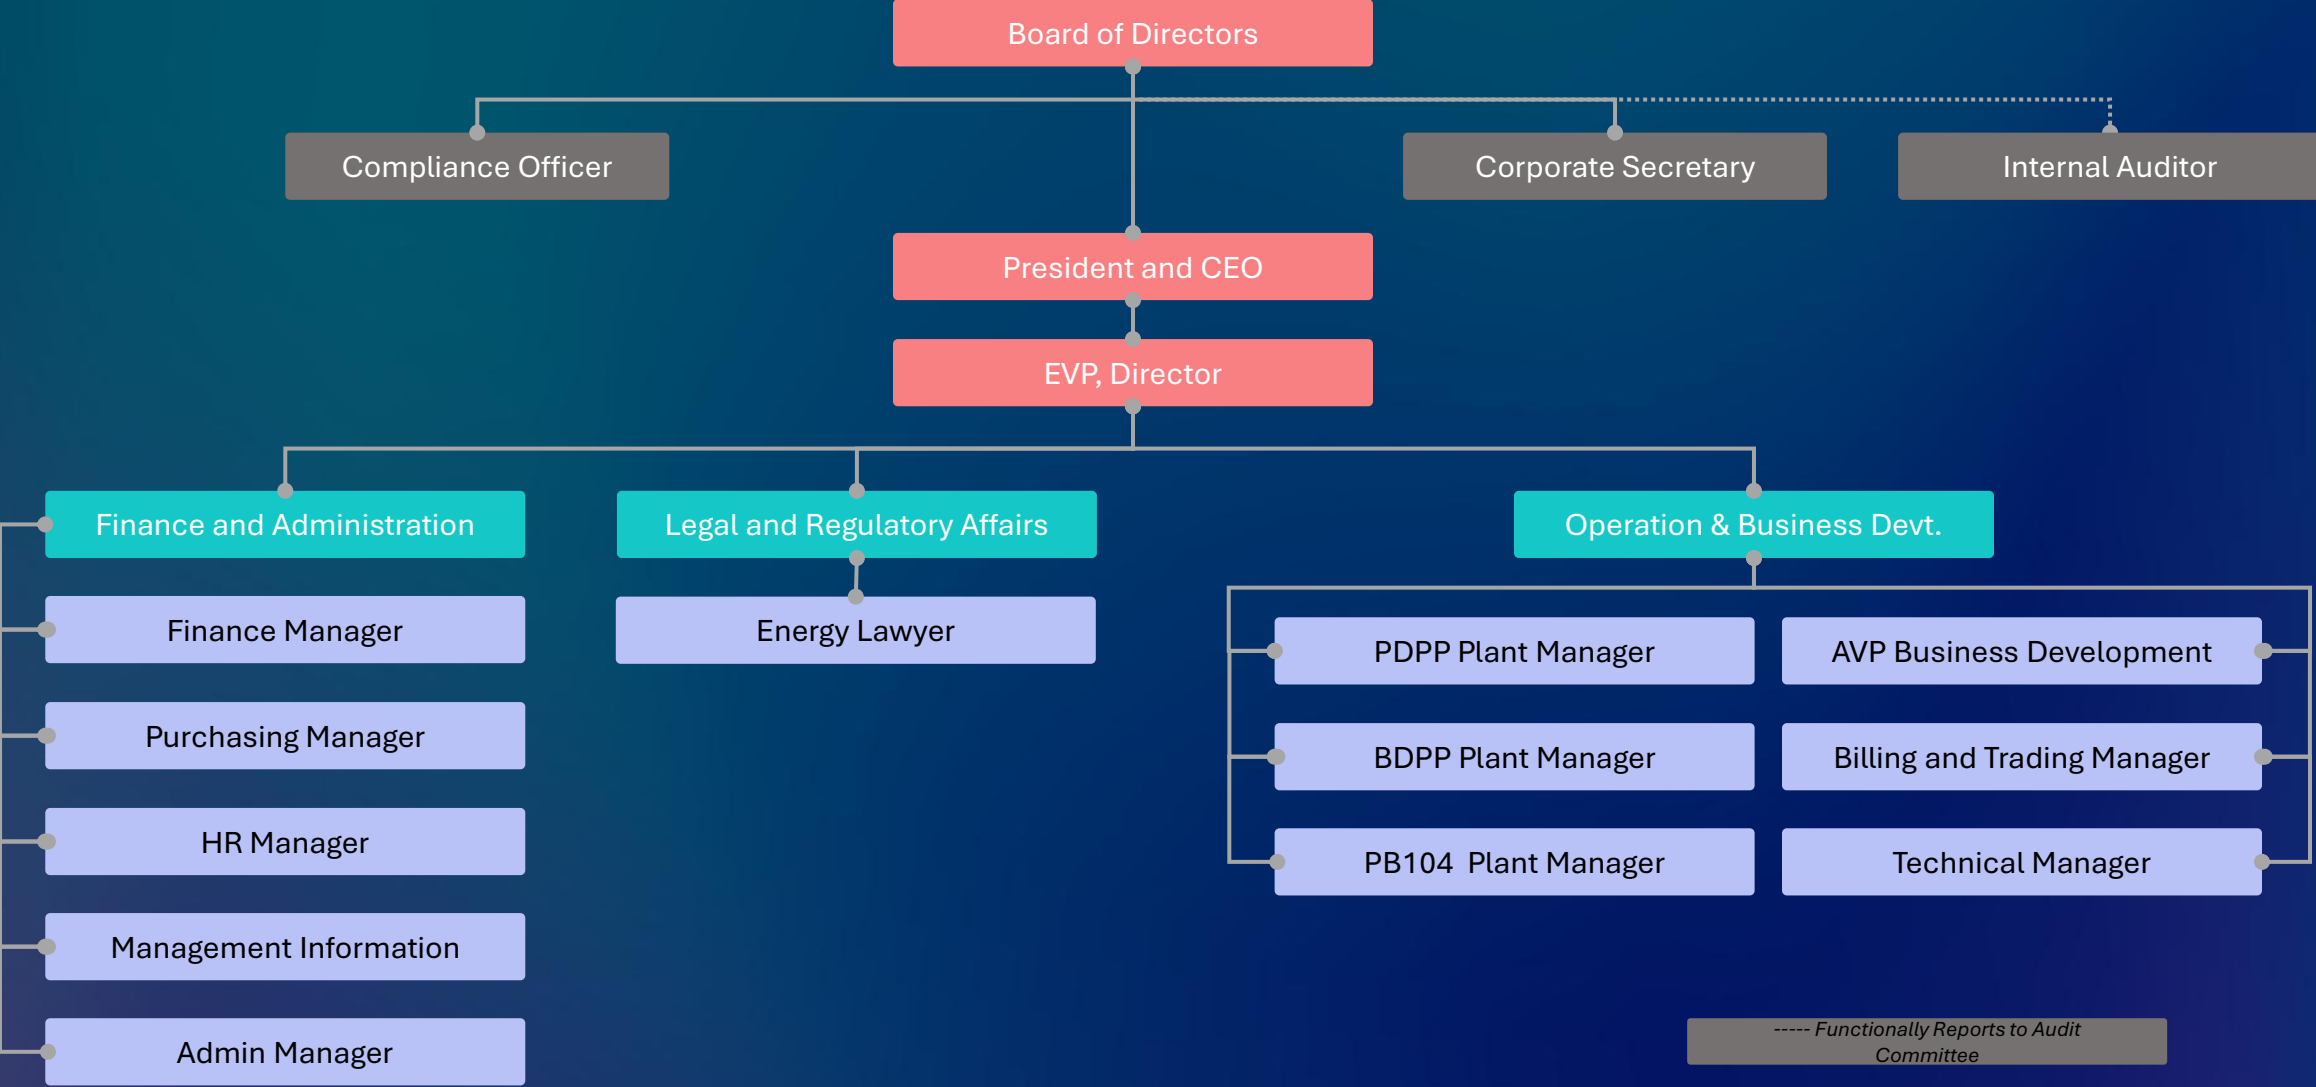 Board of Directors
Compliance Officer
Corporate Secretary
Internal Auditor
President and CEO
EVP, Director
Finance and Administration
Legal and Regulatory Affairs
Operation & Business Devt.
Finance Manager
Energy Lawyer
PDPP Plant Manager
AVP Business Development
Purchasing Manager
BDPP Plant Manager
Billing and Trading Manager
HR Manager
PB104  Plant Manager
Technical Manager
Management Information
Admin Manager
----- Functionally Reports to Audit
Committee